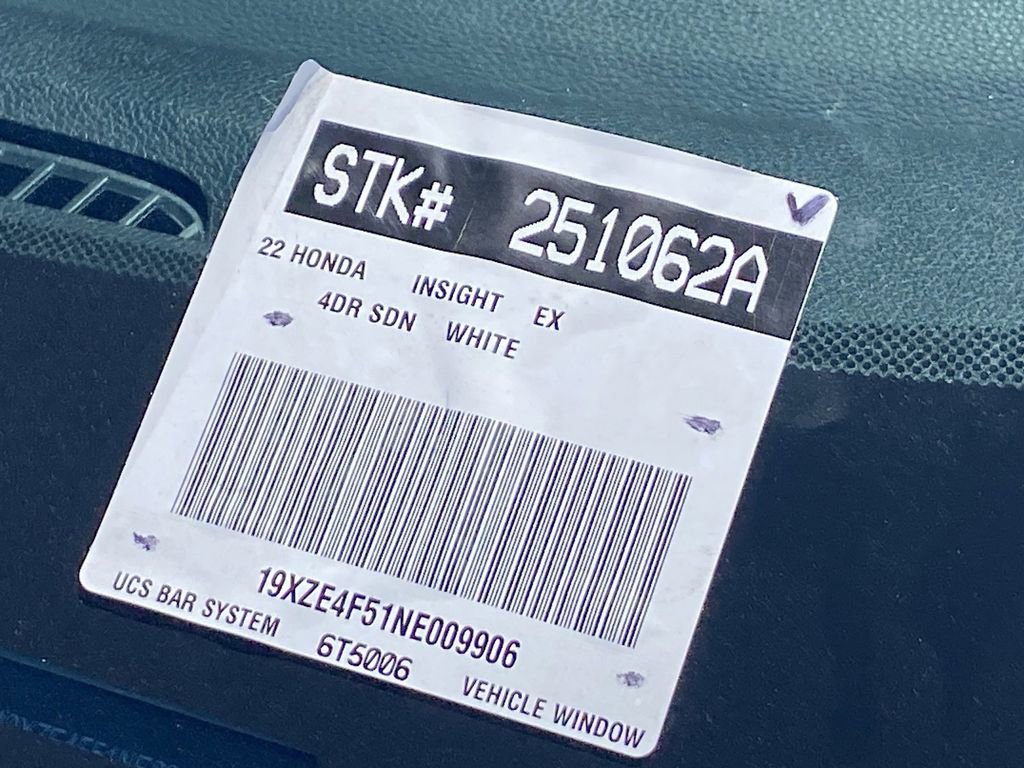 STK# 251062A
22 HONDA INSIGHT EX
4DR SDN WHITE
19XZE4F51NE009906
UCS BAR SYSTEM 6T5006 VEHICLE WINDOW